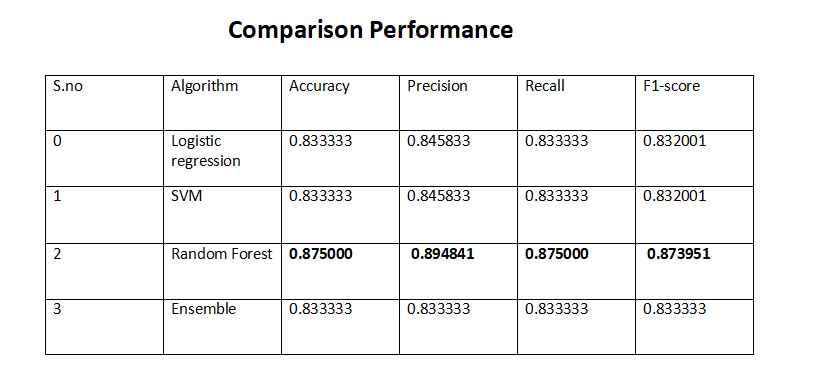 Comparison Performance
S.no Algorithm Accuracy Precision Recall F1-score
0 Logistic regression 0.833333 0.845833 0.833333 0.832001
1 SVM 0.833333 0.845833 0.833333 0.832001
2 Random Forest 0.875000 0.894841 0.875000 0.873951
3 Ensemble 0.833333 0.833333 0.833333 0.833333